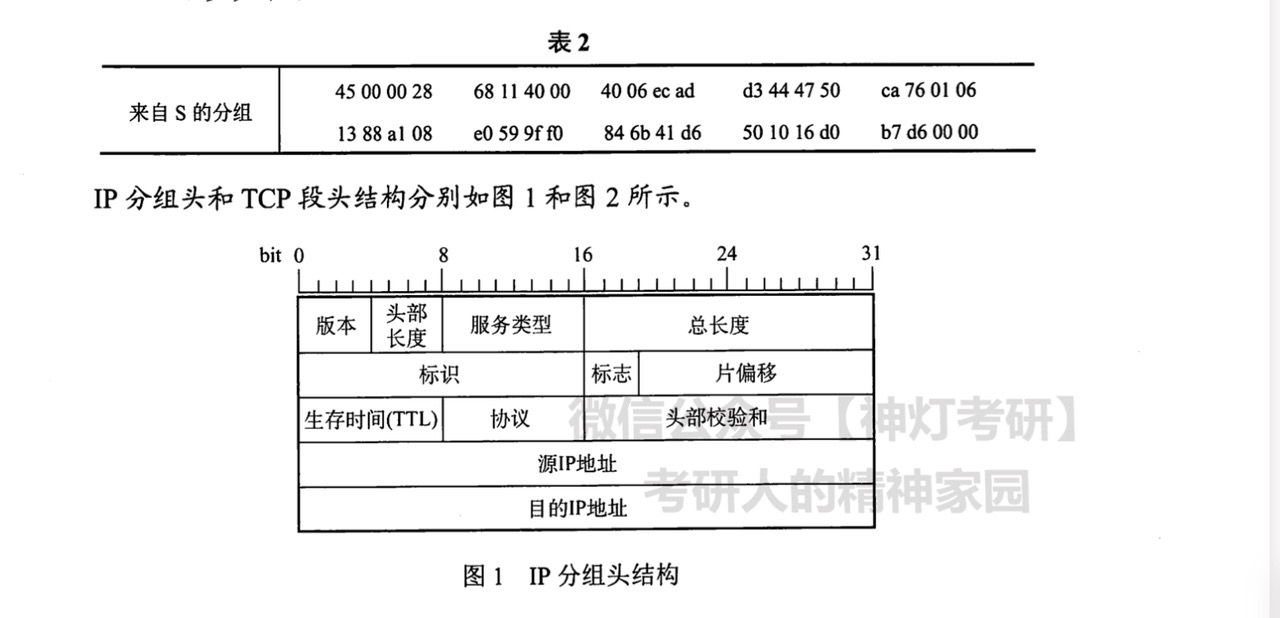 表 2
来自 S 的分组
45 00 00 28 68 11 40 00 40 06 ec ad d3 44 47 50 ca 76 01 06
13 88 a1 08 e0 59 9f f0 84 6b 41 d6 50 10 16 d0 b7 d6 00 00
IP 分组头和 TCP 段头结构分别如图 1 和图 2 所示。
bit 0 8 16 24 31
版本 头部长度 服务类型 总长度
标识 标志 片偏移
生存时间(TTL) 协议 头部校验和
源IP地址
目的IP地址
微信公众号【神灯考研】
考研人的精神家园
图 1 IP 分组头结构